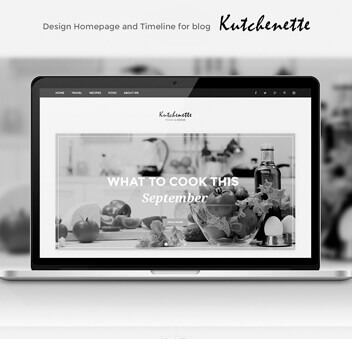 Design Homepage and Timeline for blog Kutchenette
HOME TRAVEL RECIPES FOOD ABOUT ME
Kutchenette
WHAT TO COOK THIS
September